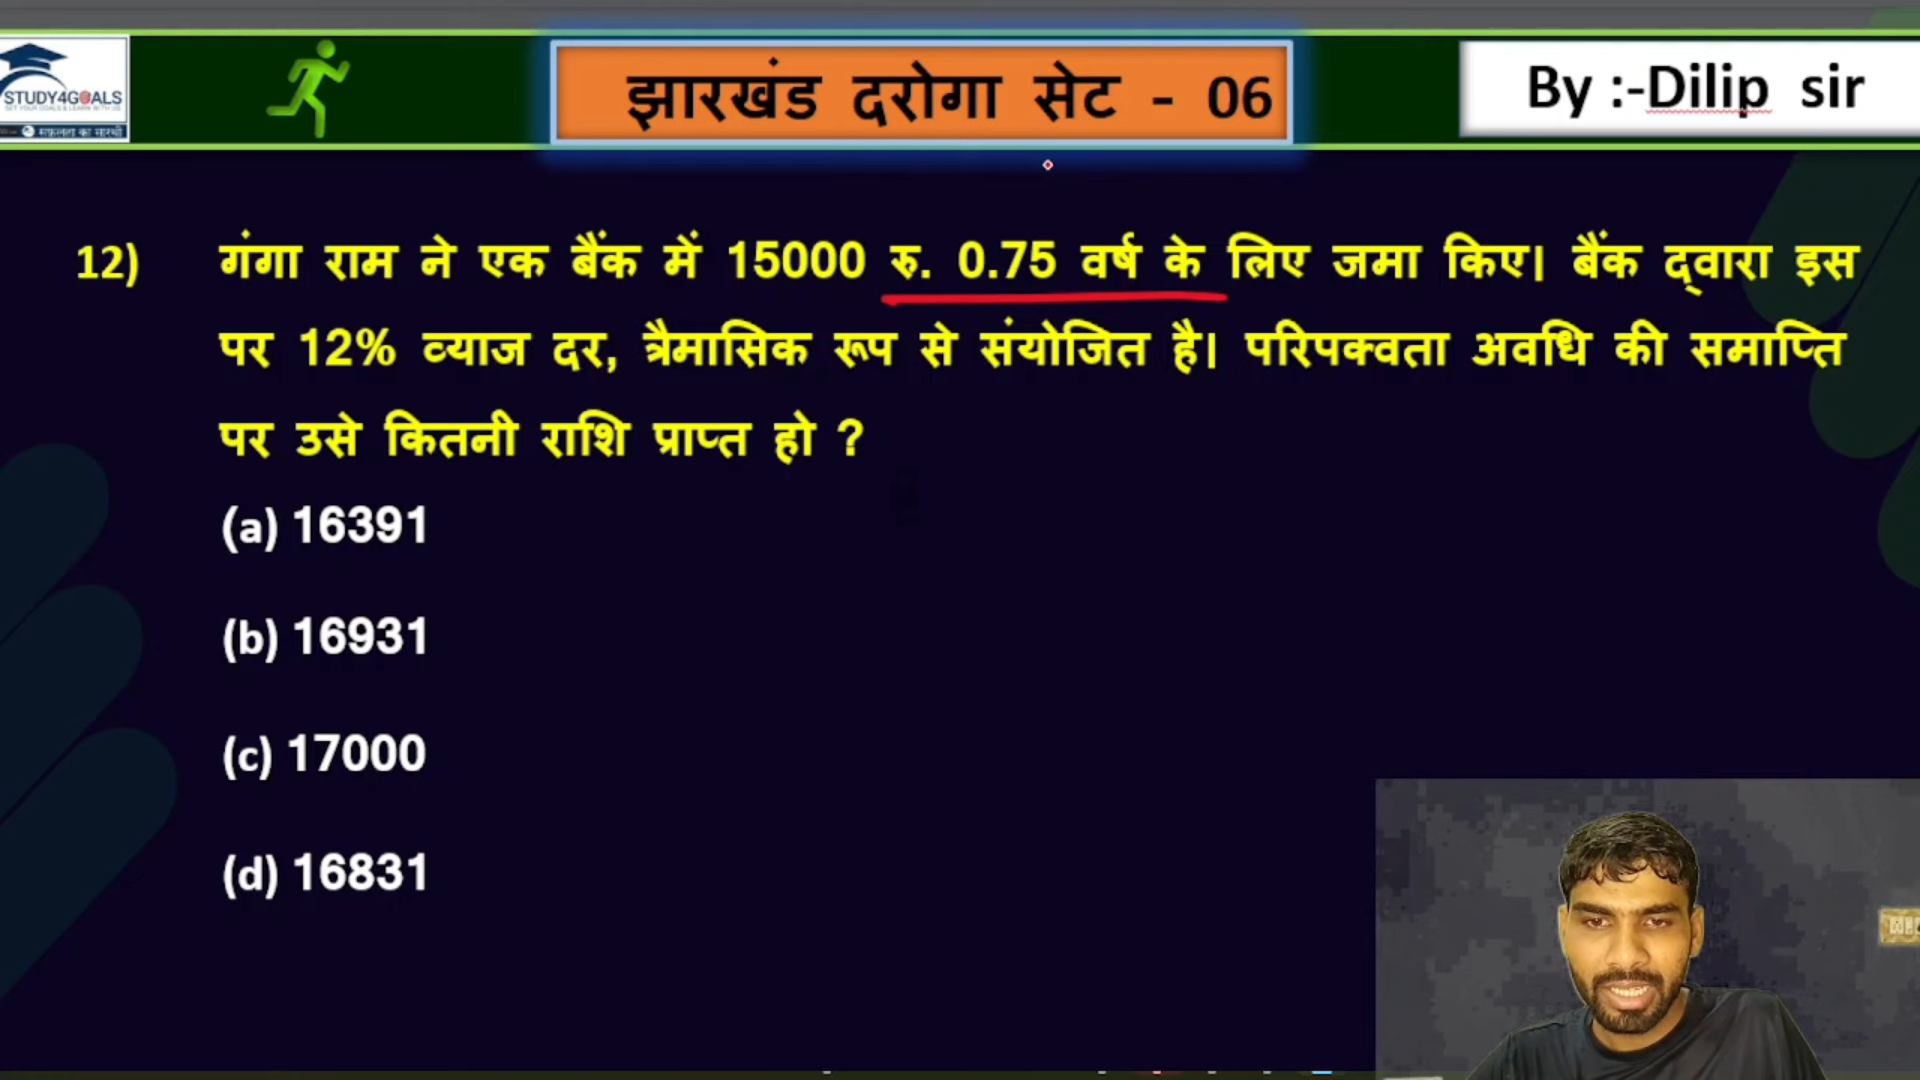 STUDY4GOALS
झारखंड दरोगा सेट - 06
By :-Dilip sir
12) गंगा राम ने एक बैंक में 15000 रु. 0.75 वर्ष के लिए जमा किए। बैंक द्वारा इस
पर 12% व्याज दर, त्रैमासिक रूप से संयोजित है। परिपक्वता अवधि की समाप्ति
पर उसे कितनी राशि प्राप्त हो ?
(a) 16391
(b) 16931
(c) 17000
(d) 16831